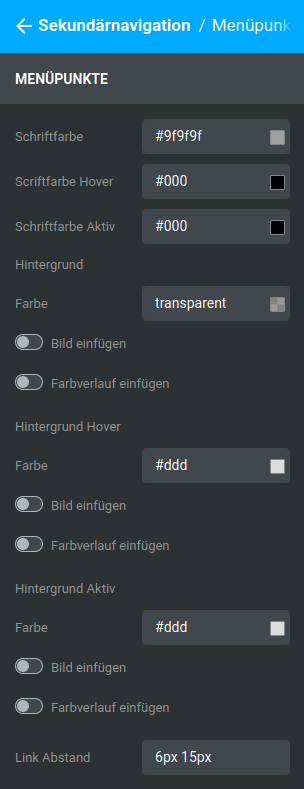 Sekundärnavigation / Menüpunk
MENÜPUNKTE
Schriftfarbe #9f9f9f
Scriftfarbe Hover #000
Schriftfarbe Aktiv #000
Hintergrund
Farbe transparent
Bild einfügen
Farbverlauf einfügen
Hintergrund Hover
Farbe #ddd
Bild einfügen
Farbverlauf einfügen
Hintergrund Aktiv
Farbe #ddd
Bild einfügen
Farbverlauf einfügen
Link Abstand 6px 15px